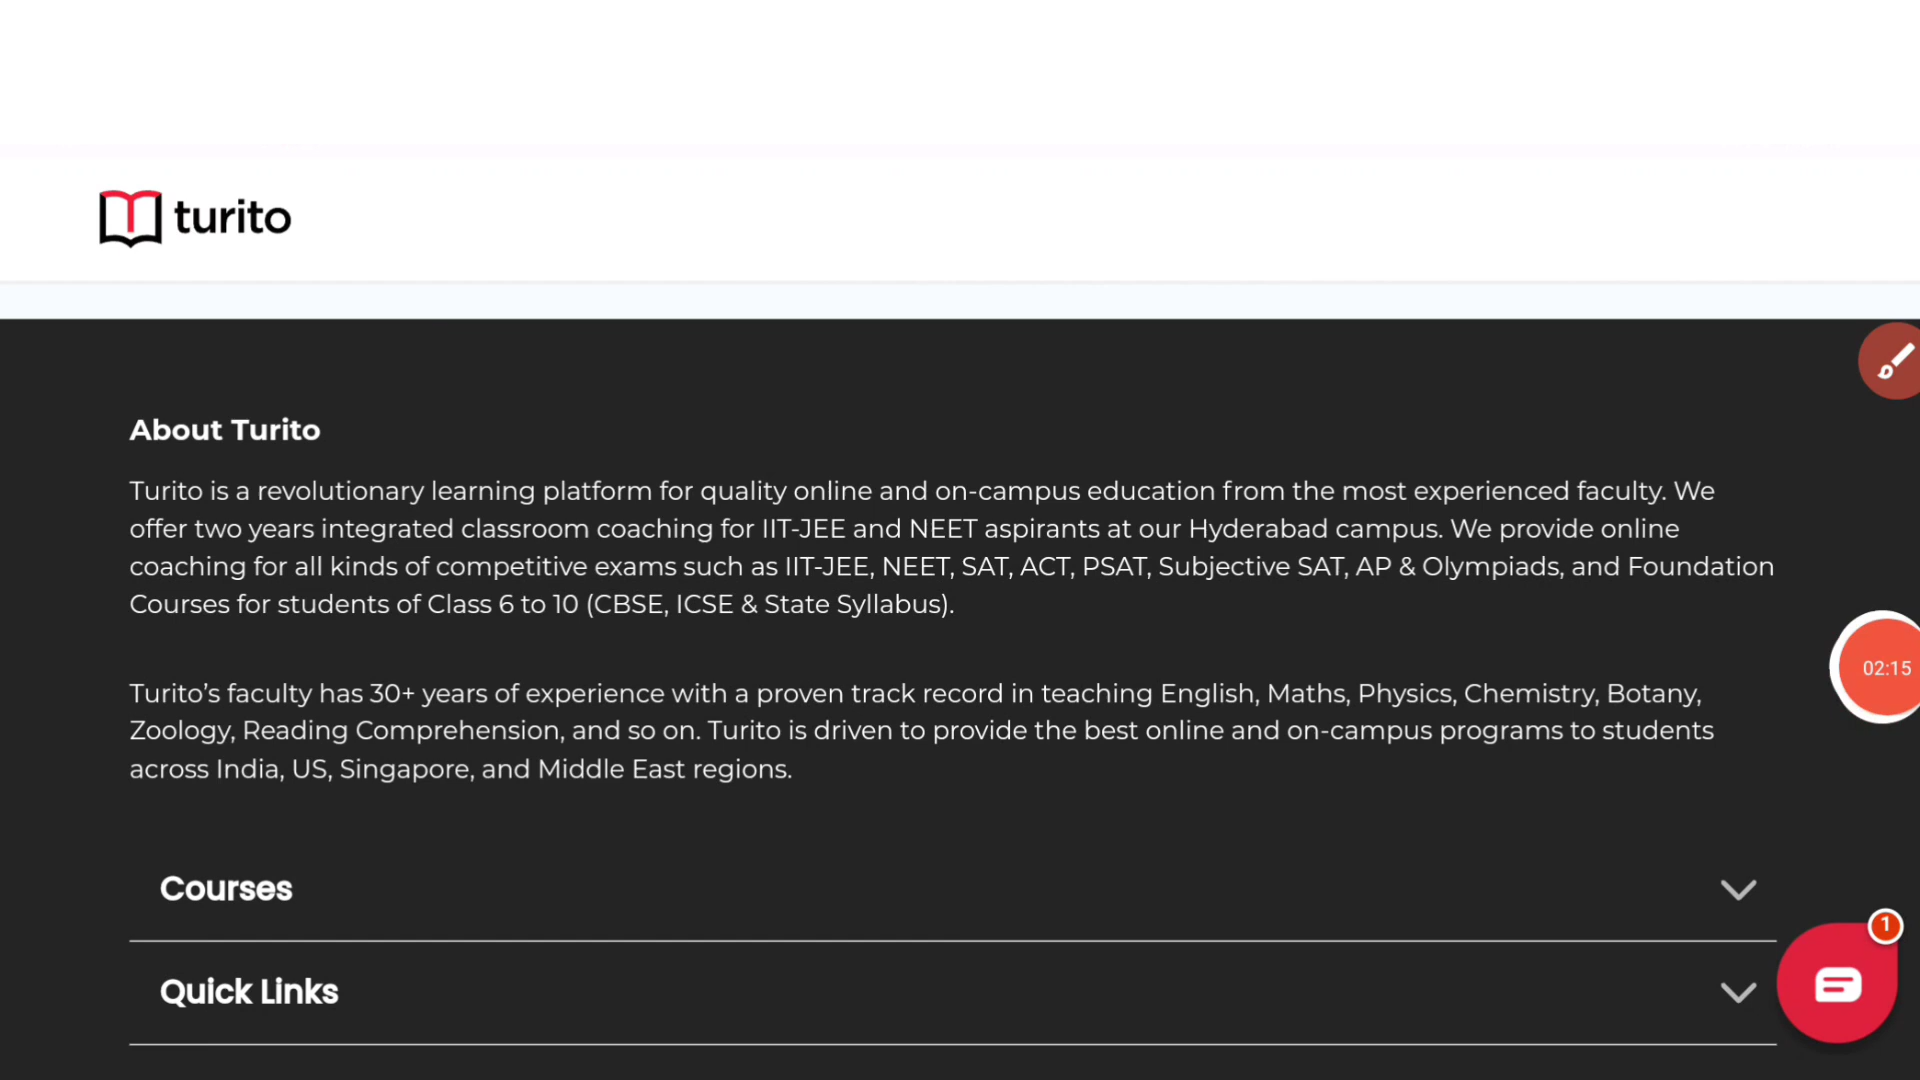 turito
About Turito
Turito is a revolutionary learning platform for quality online and on-campus education from the most experienced faculty. We
offer two years integrated classroom coaching for IIT-JEE and NEET aspirants at our Hyderabad campus. We provide online
coaching for all kinds of competitive exams such as IIT-JEE, NEET, SAT, ACT, PSAT, Subjective SAT, AP & Olympiads, and Foundation
Courses for students of Class 6 to 10 (CBSE, ICSE & State Syllabus).
02:15
Turito’s faculty has 30+ years of experience with a proven track record in teaching English, Maths, Physics, Chemistry, Botany,
Zoology, Reading Comprehension, and so on. Turito is driven to provide the best online and on-campus programs to students
across India, US, Singapore, and Middle East regions.
Courses
1
Quick Links